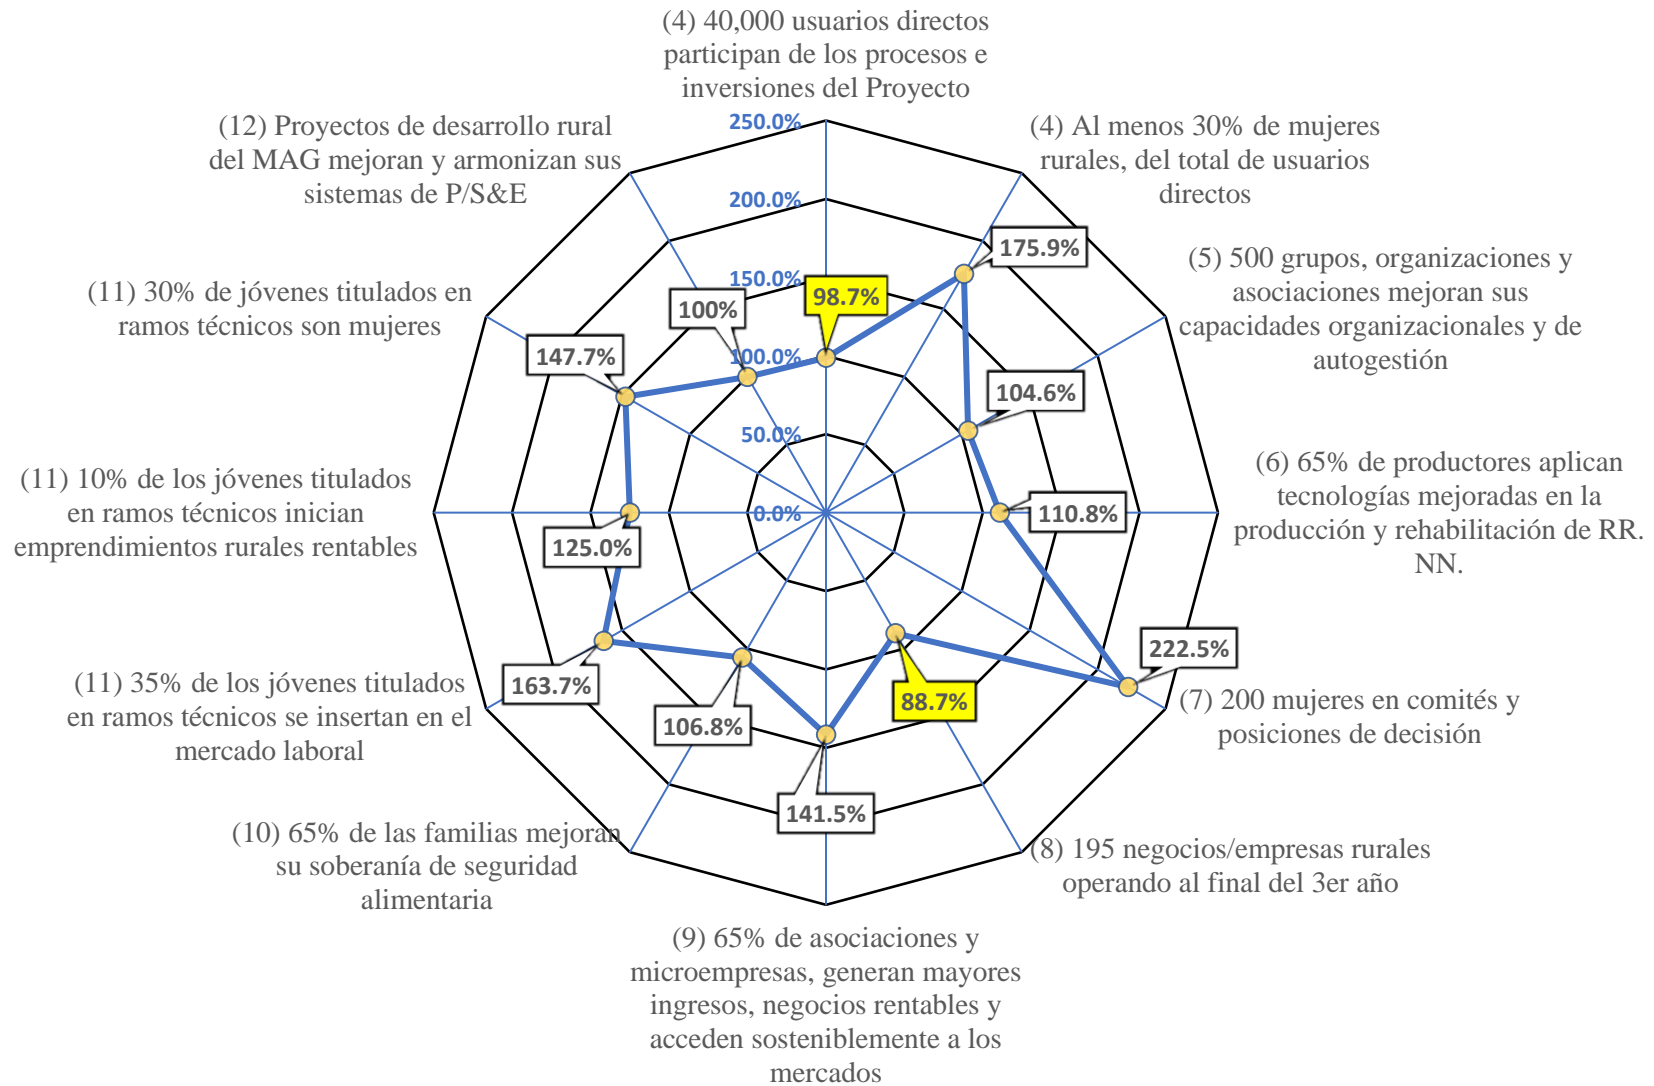 (4) 40,000 usuarios directos
participan de los procesos e
inversiones del Proyecto
(4) Al menos 30% de mujeres
rurales, del total de usuarios
directos
(5) 500 grupos, organizaciones y
asociaciones mejoran sus
capacidades organizacionales y de
autogestión
(6) 65% de productores aplican
tecnologías mejoradas en la
producción y rehabilitación de RR.
NN.
(7) 200 mujeres en comités y
posiciones de decisión
(8) 195 negocios/empresas rurales
operando al final del 3er año
(9) 65% de asociaciones y
microempresas, generan mayores
ingresos, negocios rentables y
acceden sosteniblemente a los
mercados
(10) 65% de las familias mejoran
su soberanía de seguridad
alimentaria
(11) 35% de los jóvenes titulados
en ramos técnicos se insertan en el
mercado laboral
(11) 10% de los jóvenes titulados
en ramos técnicos inician
emprendimientos rurales rentables
(11) 30% de jóvenes titulados en
ramos técnicos son mujeres
(12) Proyectos de desarrollo rural
del MAG mejoran y armonizan sus
sistemas de P/S&E
250.0%
200.0%
150.0%
100.0%
50.0%
0.0%
98.7%
175.9%
104.6%
110.8%
222.5%
88.7%
141.5%
106.8%
163.7%
125.0%
147.7%
100%